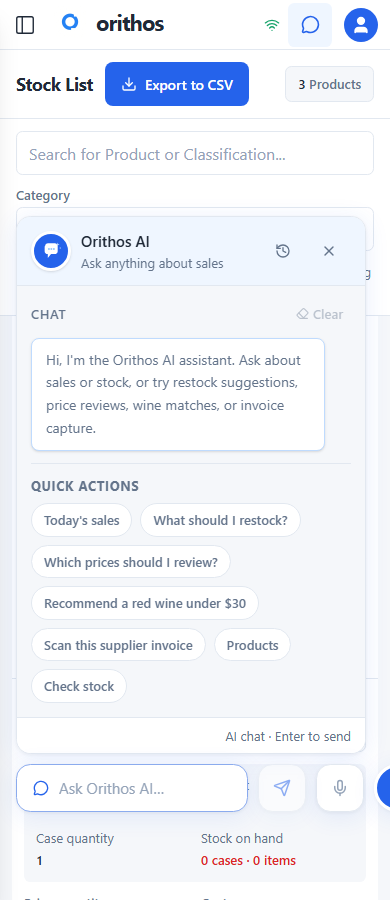 orithos
Stock List
Export to CSV
3 Products
Search for Product or Classification...
Category
Orithos AI
Ask anything about sales
CHAT
Clear
Hi, I'm the Orithos AI assistant. Ask about
sales or stock, or try restock suggestions,
price reviews, wine matches, or invoice
capture.
QUICK ACTIONS
Today's sales
What should I restock?
Which prices should I review?
Recommend a red wine under $30
Scan this supplier invoice
Products
Check stock
AI chat · Enter to send
Ask Orithos AI...
Case quantity
Stock on hand
1
0 cases · 0 items